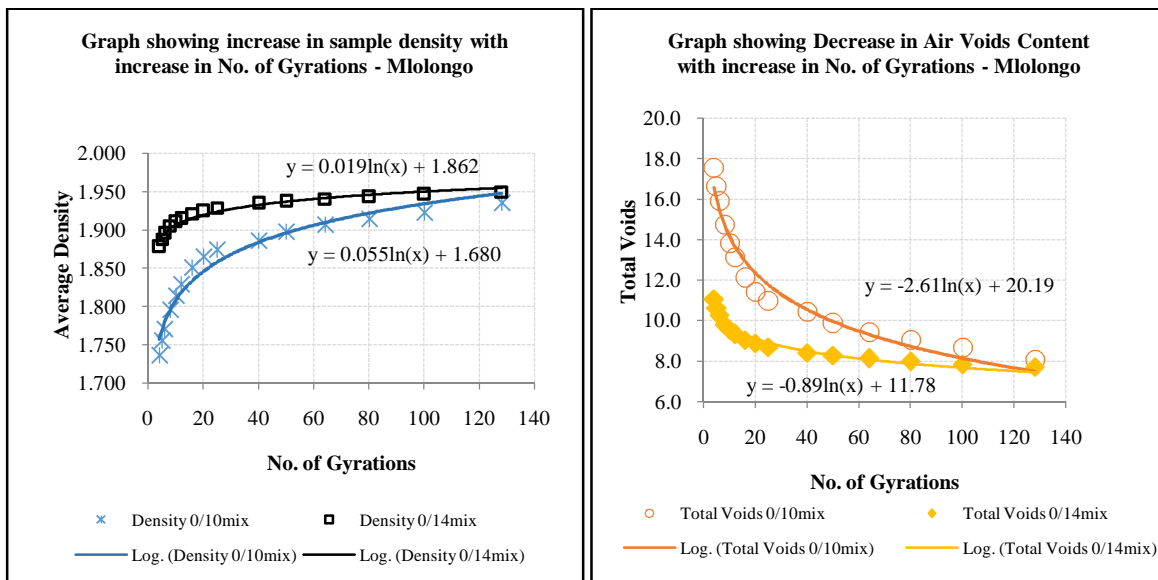 Graph showing increase in sample density with
increase in No. of Gyrations - Mlolongo
2.000
1.950
1.900
1.850
1.800
1.750
1.700
Average Density
y = 0.019ln(x) + 1.862
y = 0.055ln(x) + 1.680
0 20 40 60 80 100 120 140
No. of Gyrations
Density 0/10mix Density 0/14mix
Log. (Density 0/10mix) Log. (Density 0/14mix)
Graph showing Decrease in Air Voids Content
with increase in No. of Gyrations - Mlolongo
20.0
18.0
16.0
14.0
12.0
10.0
8.0
6.0
Total Voids
y = -2.61ln(x) + 20.19
y = -0.89ln(x) + 11.78
0 20 40 60 80 100 120 140
No. of Gyrations
Total Voids 0/10mix Total Voids 0/14mix
Log. (Total Voids 0/10mix) Log. (Total Voids 0/14mix)